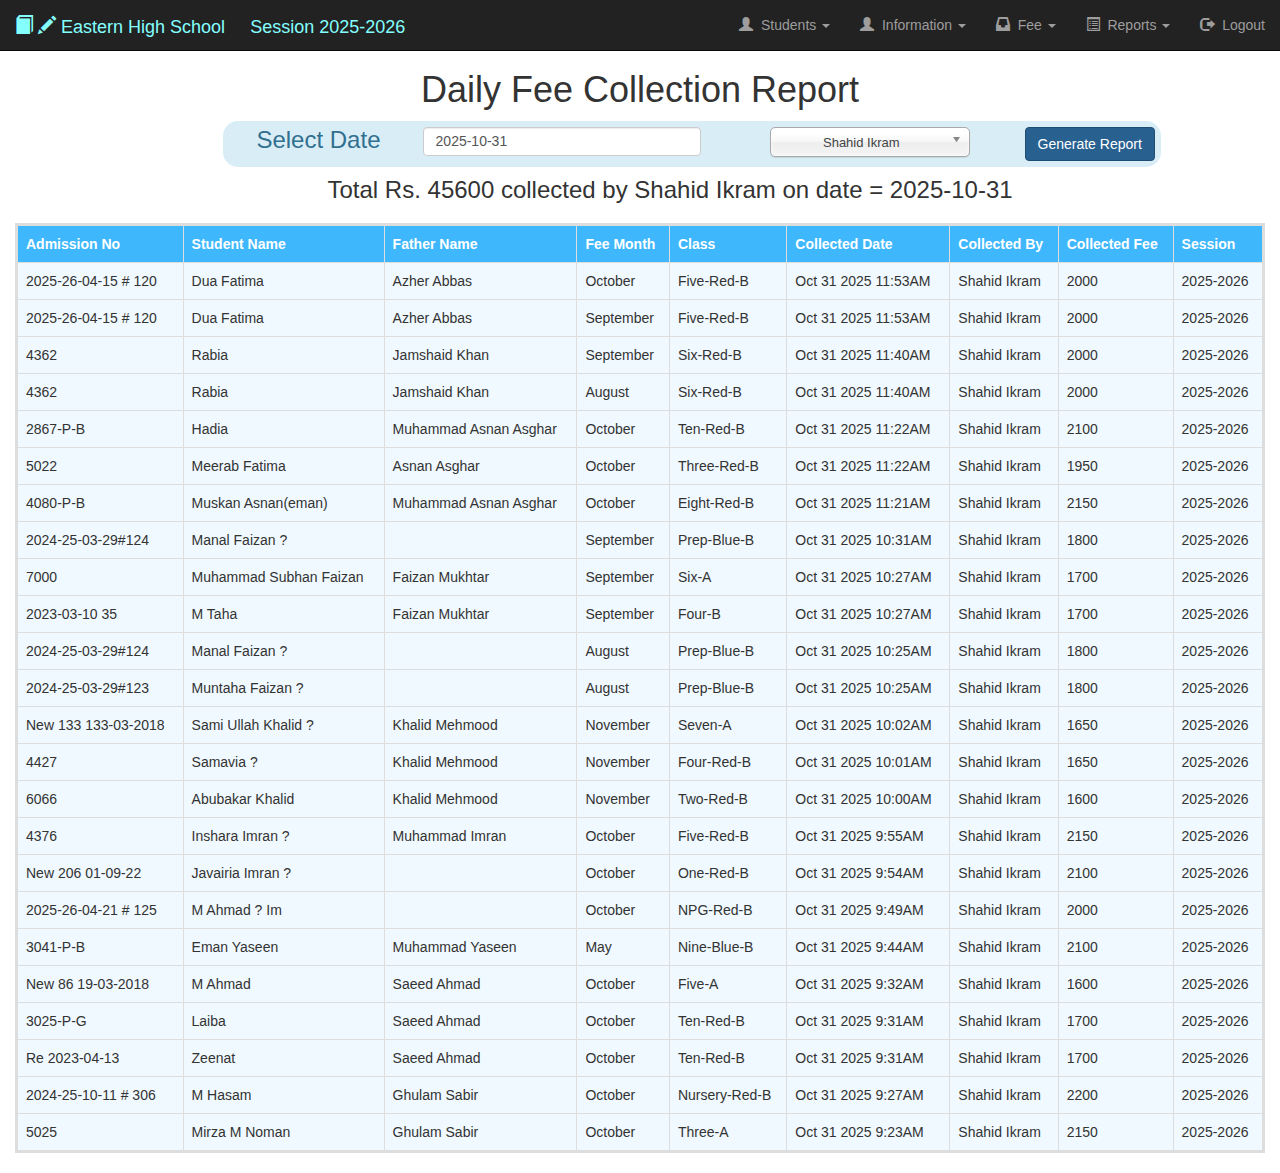 Eastern High School Session 2025-2026 Students Information Fee Reports Logout
Daily Fee Collection Report
Select Date 2025-10-31 Shahid Ikram Generate Report
Total Rs. 45600 collected by Shahid Ikram on date = 2025-10-31
Admission No Student Name Father Name Fee Month Class Collected Date Collected By Collected Fee Session
2025-26-04-15 # 120 Dua Fatima Azher Abbas October Five-Red-B Oct 31 2025 11:53AM Shahid Ikram 2000 2025-2026
2025-26-04-15 # 120 Dua Fatima Azher Abbas September Five-Red-B Oct 31 2025 11:53AM Shahid Ikram 2000 2025-2026
4362 Rabia Jamshaid Khan September Six-Red-B Oct 31 2025 11:40AM Shahid Ikram 2000 2025-2026
4362 Rabia Jamshaid Khan August Six-Red-B Oct 31 2025 11:40AM Shahid Ikram 2000 2025-2026
2867-P-B Hadia Muhammad Asnan Asghar October Ten-Red-B Oct 31 2025 11:22AM Shahid Ikram 2100 2025-2026
5022 Meerab Fatima Asnan Asghar October Three-Red-B Oct 31 2025 11:22AM Shahid Ikram 1950 2025-2026
4080-P-B Muskan Asnan(eman) Muhammad Asnan Asghar October Eight-Red-B Oct 31 2025 11:21AM Shahid Ikram 2150 2025-2026
2024-25-03-29#124 Manal Faizan ? September Prep-Blue-B Oct 31 2025 10:31AM Shahid Ikram 1800 2025-2026
7000 Muhammad Subhan Faizan Faizan Mukhtar September Six-A Oct 31 2025 10:27AM Shahid Ikram 1700 2025-2026
2023-03-10 35 M Taha Faizan Mukhtar September Four-B Oct 31 2025 10:27AM Shahid Ikram 1700 2025-2026
2024-25-03-29#124 Manal Faizan ? August Prep-Blue-B Oct 31 2025 10:25AM Shahid Ikram 1800 2025-2026
2024-25-03-29#123 Muntaha Faizan ? August Prep-Blue-B Oct 31 2025 10:25AM Shahid Ikram 1800 2025-2026
New 133 133-03-2018 Sami Ullah Khalid ? Khalid Mehmood November Seven-A Oct 31 2025 10:02AM Shahid Ikram 1650 2025-2026
4427 Samavia ? Khalid Mehmood November Four-Red-B Oct 31 2025 10:01AM Shahid Ikram 1650 2025-2026
6066 Abubakar Khalid Khalid Mehmood November Two-Red-B Oct 31 2025 10:00AM Shahid Ikram 1600 2025-2026
4376 Inshara Imran ? Muhammad Imran October Five-Red-B Oct 31 2025 9:55AM Shahid Ikram 2150 2025-2026
New 206 01-09-22 Javairia Imran ? October One-Red-B Oct 31 2025 9:54AM Shahid Ikram 2100 2025-2026
2025-26-04-21 # 125 M Ahmad ? Im October NPG-Red-B Oct 31 2025 9:49AM Shahid Ikram 2000 2025-2026
3041-P-B Eman Yaseen Muhammad Yaseen May Nine-Blue-B Oct 31 2025 9:44AM Shahid Ikram 2100 2025-2026
New 86 19-03-2018 M Ahmad Saeed Ahmad October Five-A Oct 31 2025 9:32AM Shahid Ikram 1600 2025-2026
3025-P-G Laiba Saeed Ahmad October Ten-Red-B Oct 31 2025 9:31AM Shahid Ikram 1700 2025-2026
Re 2023-04-13 Zeenat Saeed Ahmad October Ten-Red-B Oct 31 2025 9:31AM Shahid Ikram 1700 2025-2026
2024-25-10-11 # 306 M Hasam Ghulam Sabir October Nursery-Red-B Oct 31 2025 9:27AM Shahid Ikram 2200 2025-2026
5025 Mirza M Noman Ghulam Sabir October Three-A Oct 31 2025 9:23AM Shahid Ikram 2150 2025-2026